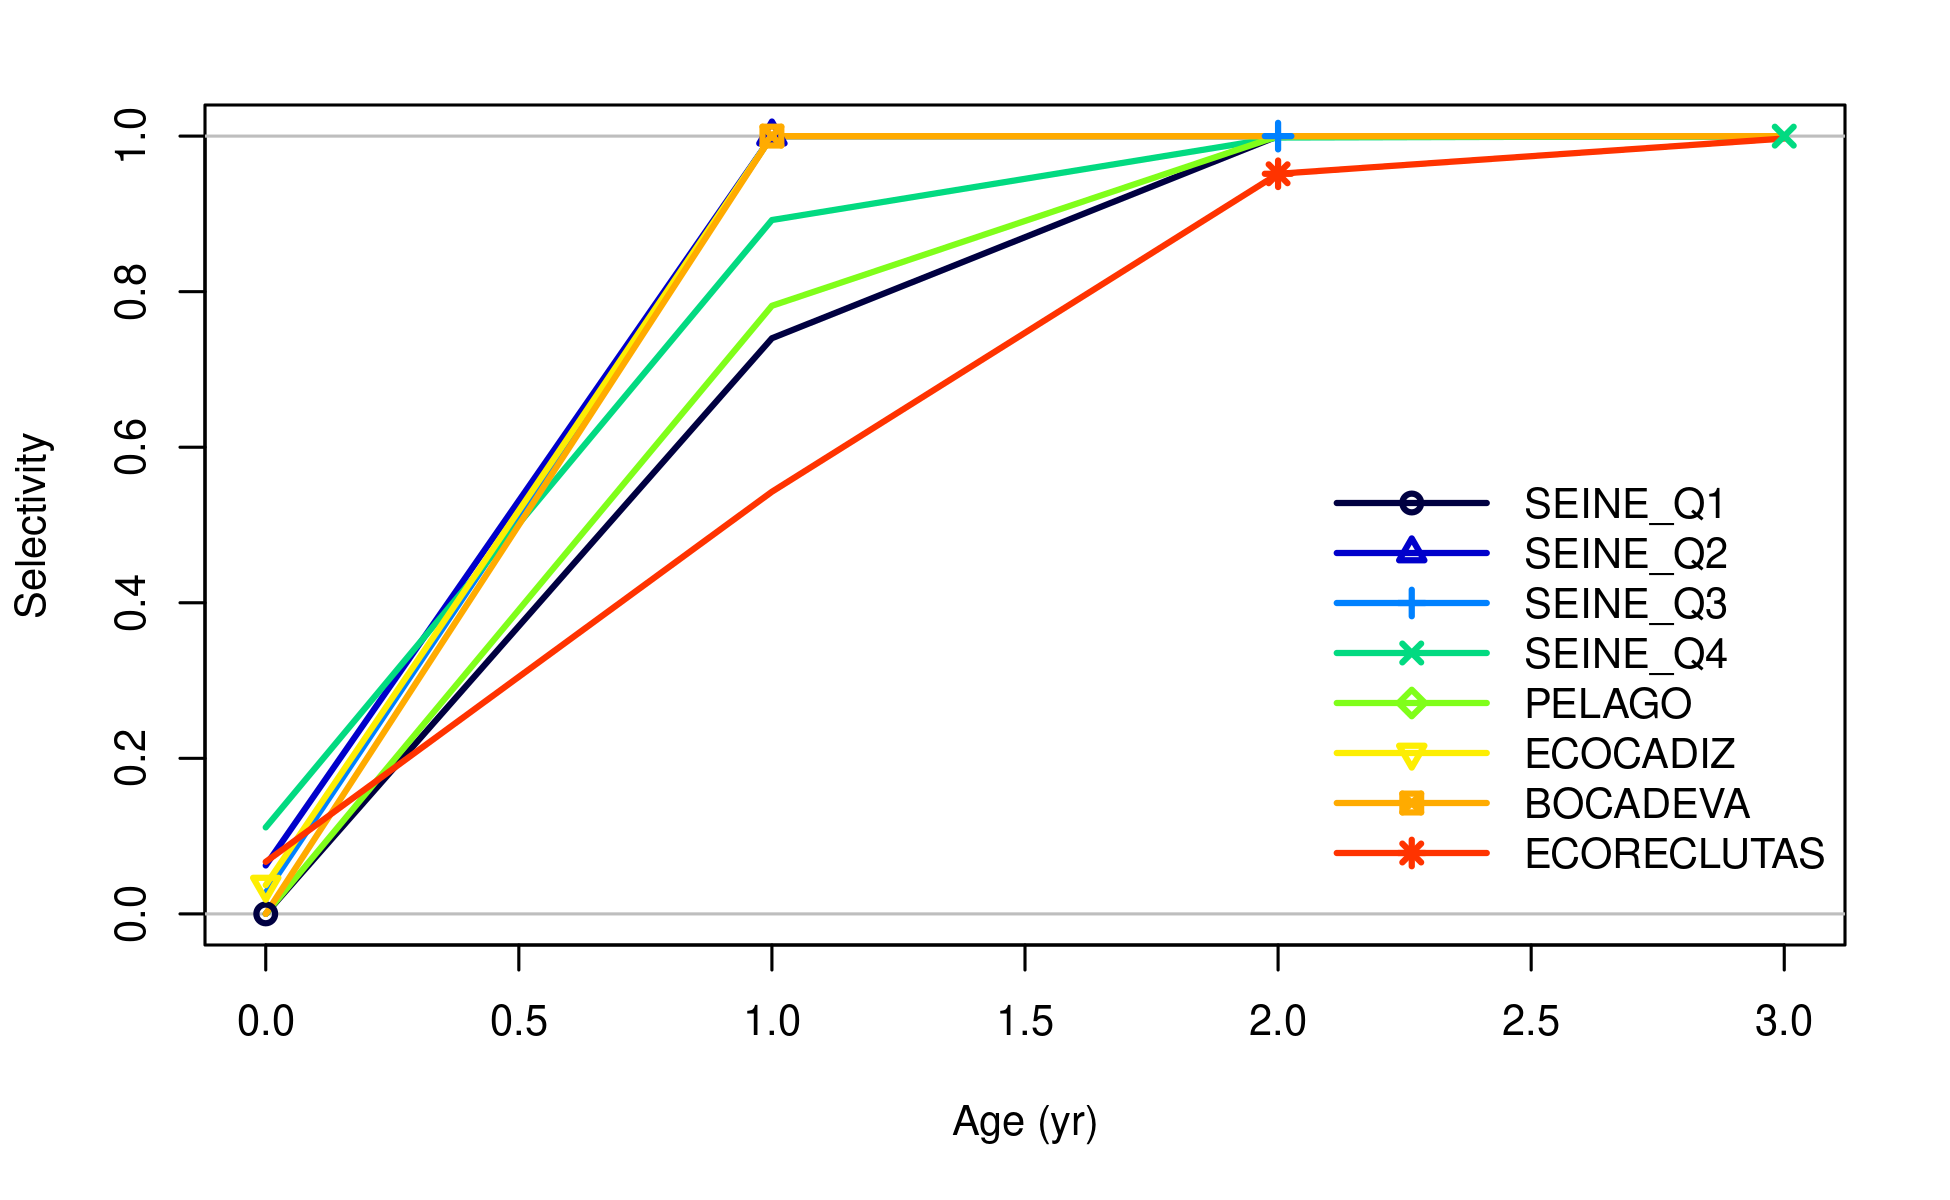 Selectivity
1.0
0.8
0.6
0.4
0.2
0.0
SEINE_Q1
SEINE_Q2
SEINE_Q3
SEINE_Q4
PELAGO
ECOCADIZ
BOCADEVA
ECORECLUTAS
0.0 0.5 1.0 1.5 2.0 2.5 3.0
Age (yr)